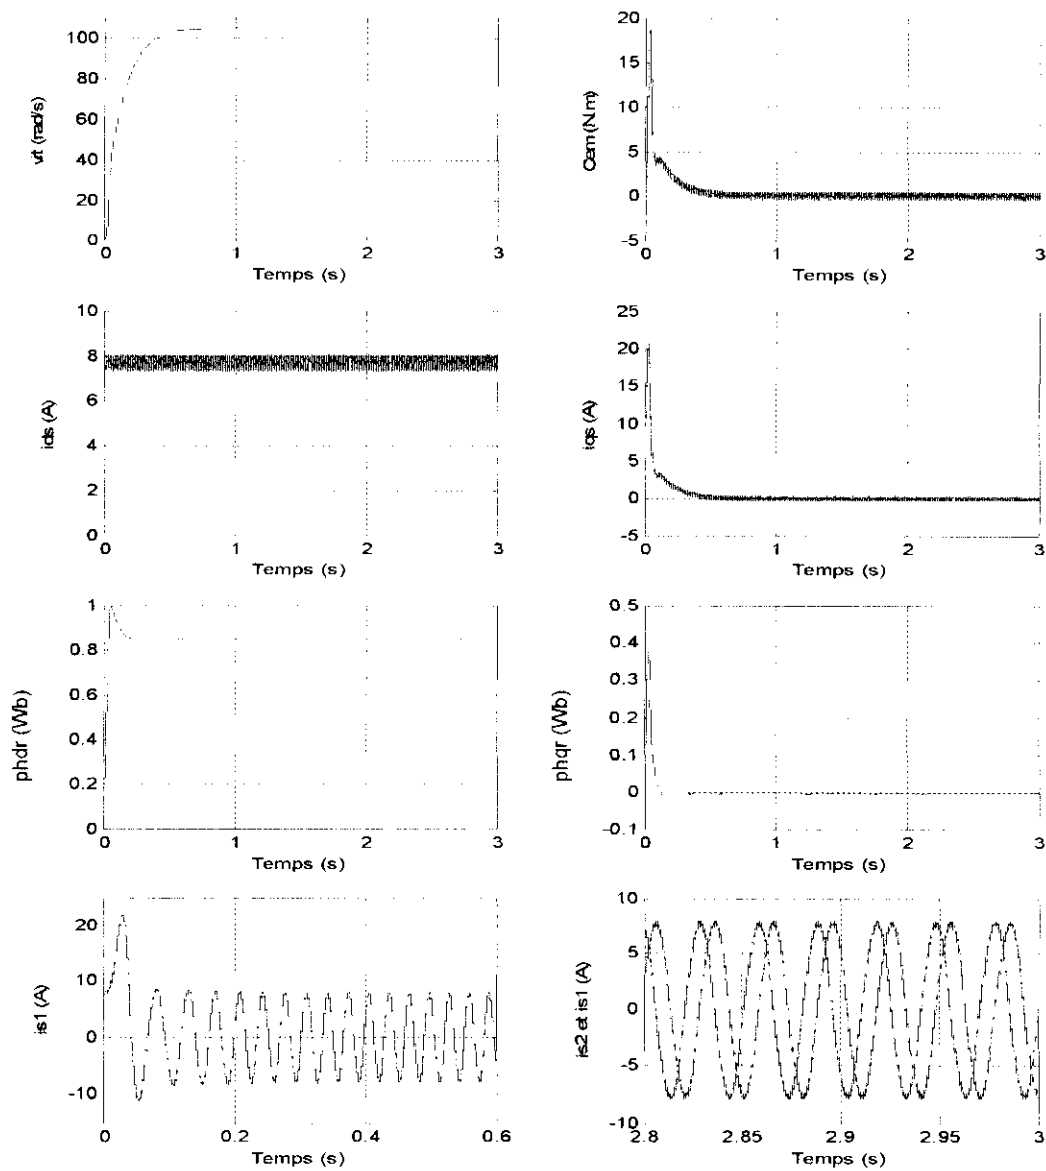 100
80
60
40
20
0
vrt (rad/s)
0 1 2 3
Temps (s)
20
15
10
5
0
-5
Cem (N.m)
0 1 2 3
Temps (s)
10
8
6
4
2
0
ids (A)
0 1 2 3
Temps (s)
25
20
15
10
5
0
-5
iqs (A)
0 1 2 3
Temps (s)
1
0.8
0.6
0.4
0.2
0
phdr (Wb)
0 1 2 3
Temps (s)
0.5
0.4
0.3
0.2
0.1
0
-0.1
phqr (Wb)
0 1 2 3
Temps (s)
20
10
0
-10
is1 (A)
0 0.2 0.4 0.6
Temps (s)
10
5
0
-5
-10
is2 et is1 (A)
2.8 2.85 2.9 2.95 3
Temps (s)